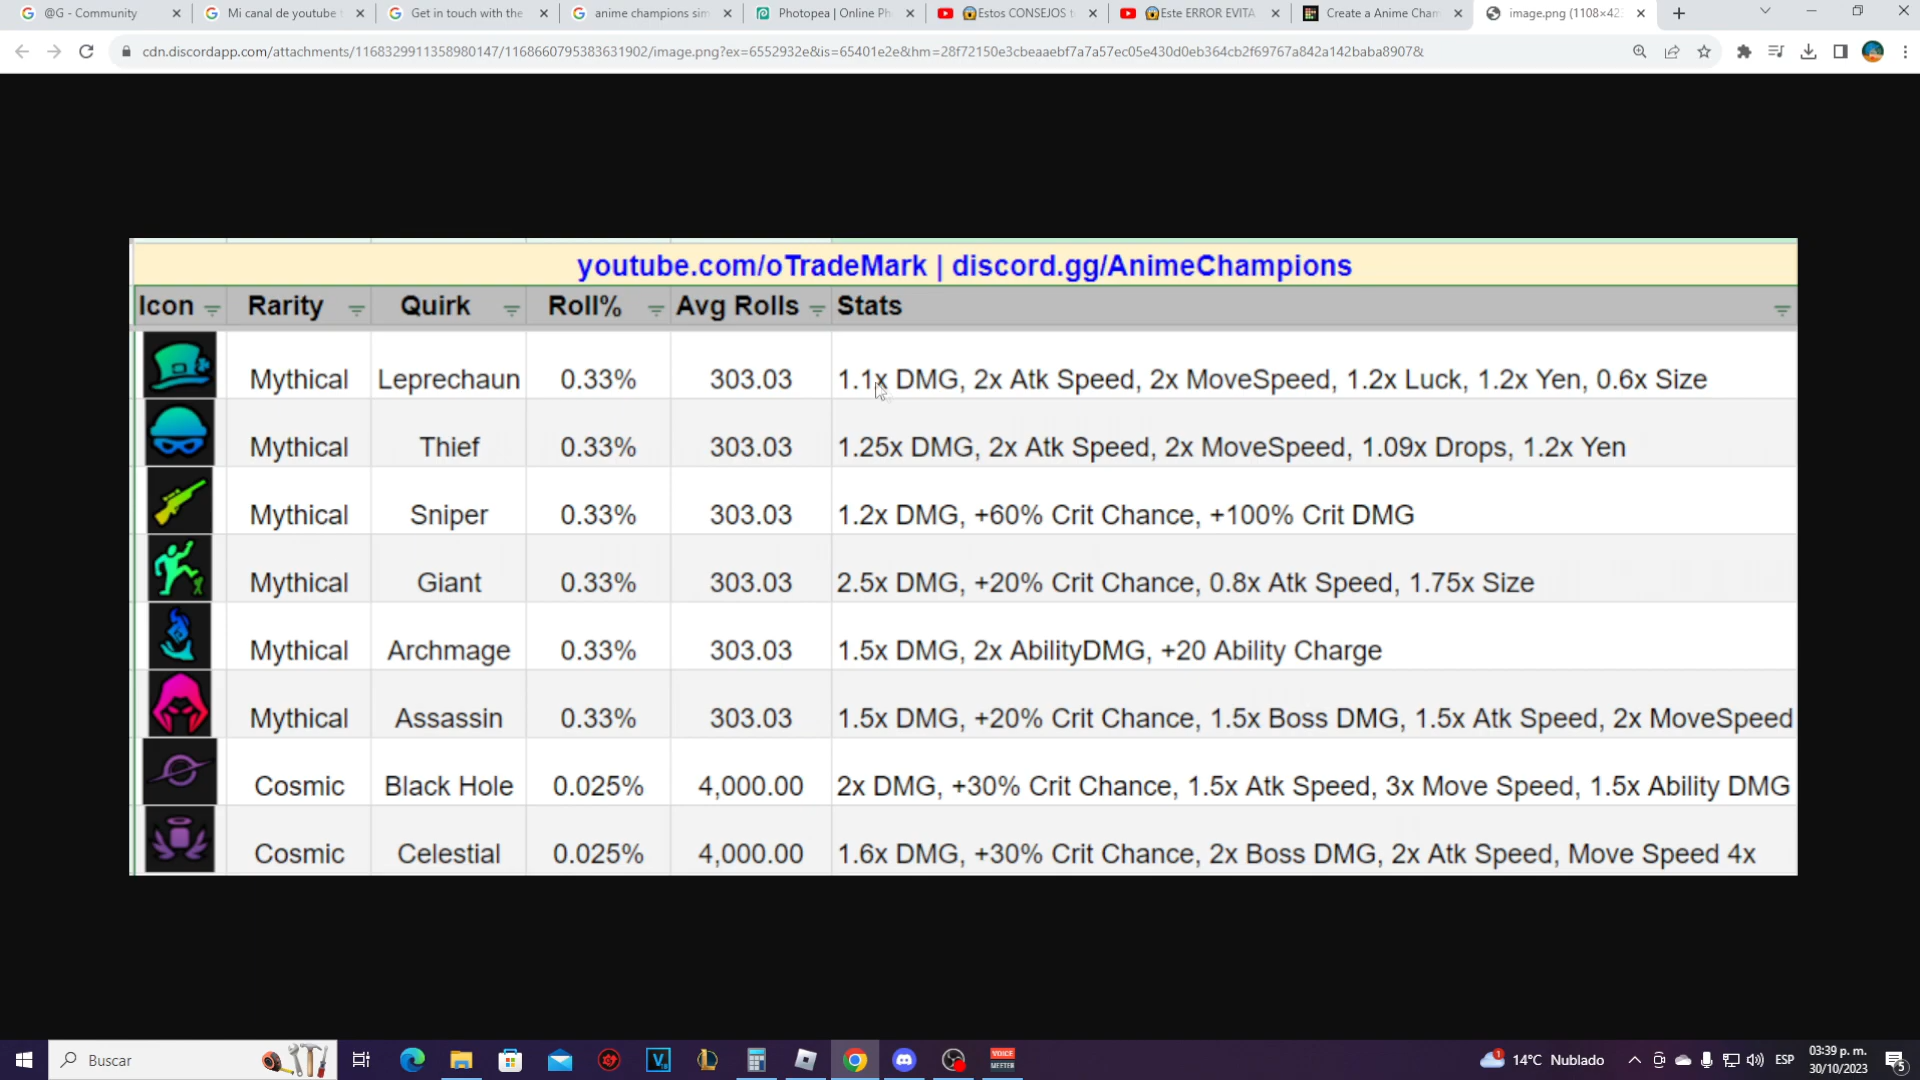 @G - Community
Mi canal de youtube
Get in touch with the
anime champions sim
Photopea | Online Ph
😱Estos CONSEJOS t
😱Este ERROR EVITA
Create a Anime Cham
image.png (1108×42
cdn.discordapp.com/attachments/1168329911358980147/1168660795383631902/image.png?ex=6552932e&is=65401e2e&hm=28f72150e3cbeaaebf7a7a57ec05e430d0eb364cb2f69767a842a142baba8907&
youtube.com/oTradeMark | discord.gg/AnimeChampions
Icon Rarity Quirk Roll% Avg Rolls Stats
Mythical Leprechaun 0.33% 303.03 1.1x DMG, 2x Atk Speed, 2x MoveSpeed, 1.2x Luck, 1.2x Yen, 0.6x Size
Mythical Thief 0.33% 303.03 1.25x DMG, 2x Atk Speed, 2x MoveSpeed, 1.09x Drops, 1.2x Yen
Mythical Sniper 0.33% 303.03 1.2x DMG, +60% Crit Chance, +100% Crit DMG
Mythical Giant 0.33% 303.03 2.5x DMG, +20% Crit Chance, 0.8x Atk Speed, 1.75x Size
Mythical Archmage 0.33% 303.03 1.5x DMG, 2x AbilityDMG, +20 Ability Charge
Mythical Assassin 0.33% 303.03 1.5x DMG, +20% Crit Chance, 1.5x Boss DMG, 1.5x Atk Speed, 2x MoveSpeed
Cosmic Black Hole 0.025% 4,000.00 2x DMG, +30% Crit Chance, 1.5x Atk Speed, 3x Move Speed, 1.5x Ability DMG
Cosmic Celestial 0.025% 4,000.00 1.6x DMG, +30% Crit Chance, 2x Boss DMG, 2x Atk Speed, Move Speed 4x
Buscar
VOICE
MEETER
1
14°C Nublado
ESP
03:39 p. m.
30/10/2023
5